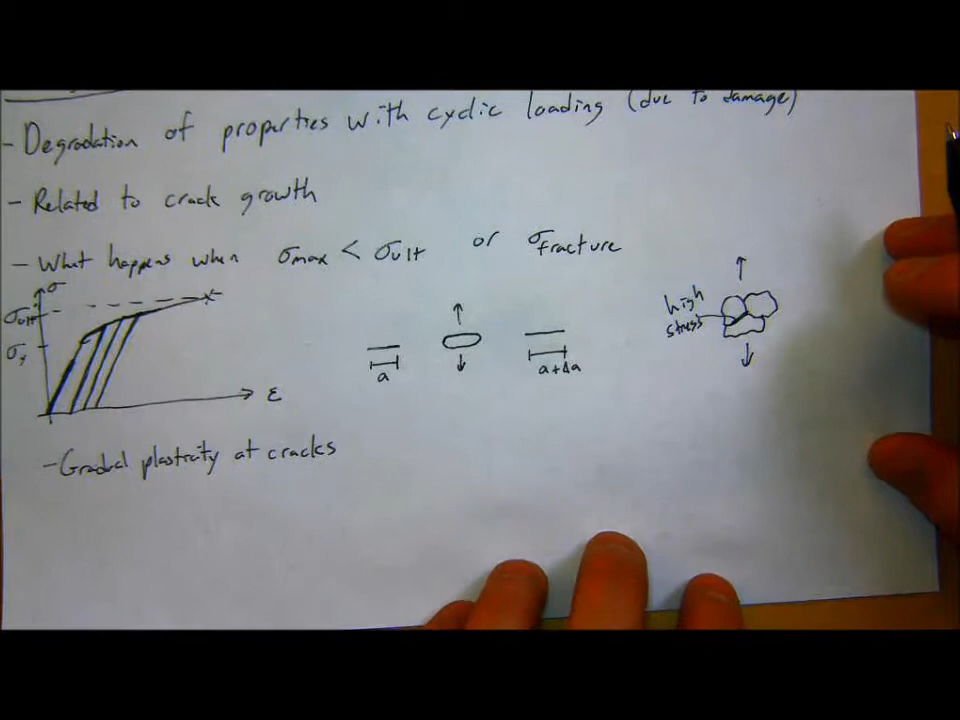 - Degradation of properties with cyclic loading (due to damage)
- Related to crack growth
- What happens when σmax < σult or σfracture
σ
σult
σy
ε
a
a+Δa
high
stress
- Gradual plasticity at cracks